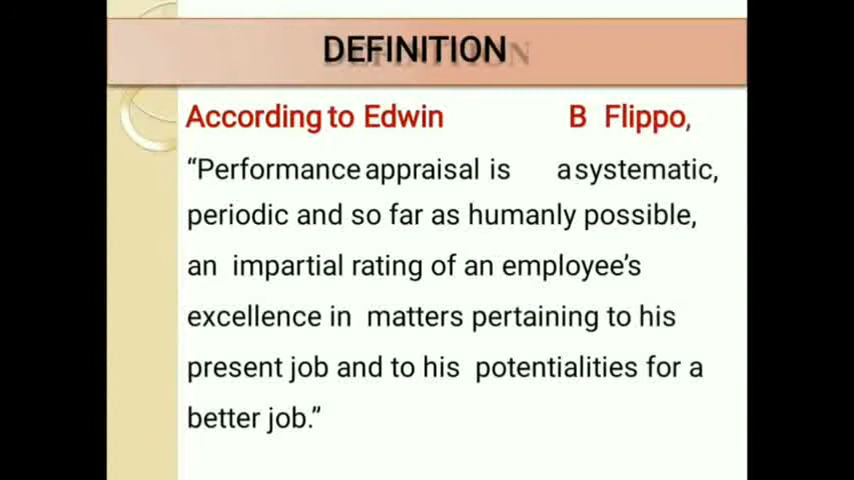 DEFINITION
According to Edwin B Flippo,
“Performance appraisal is a systematic,
periodic and so far as humanly possible,
an impartial rating of an employee’s
excellence in matters pertaining to his
present job and to his potentialities for a
better job.”